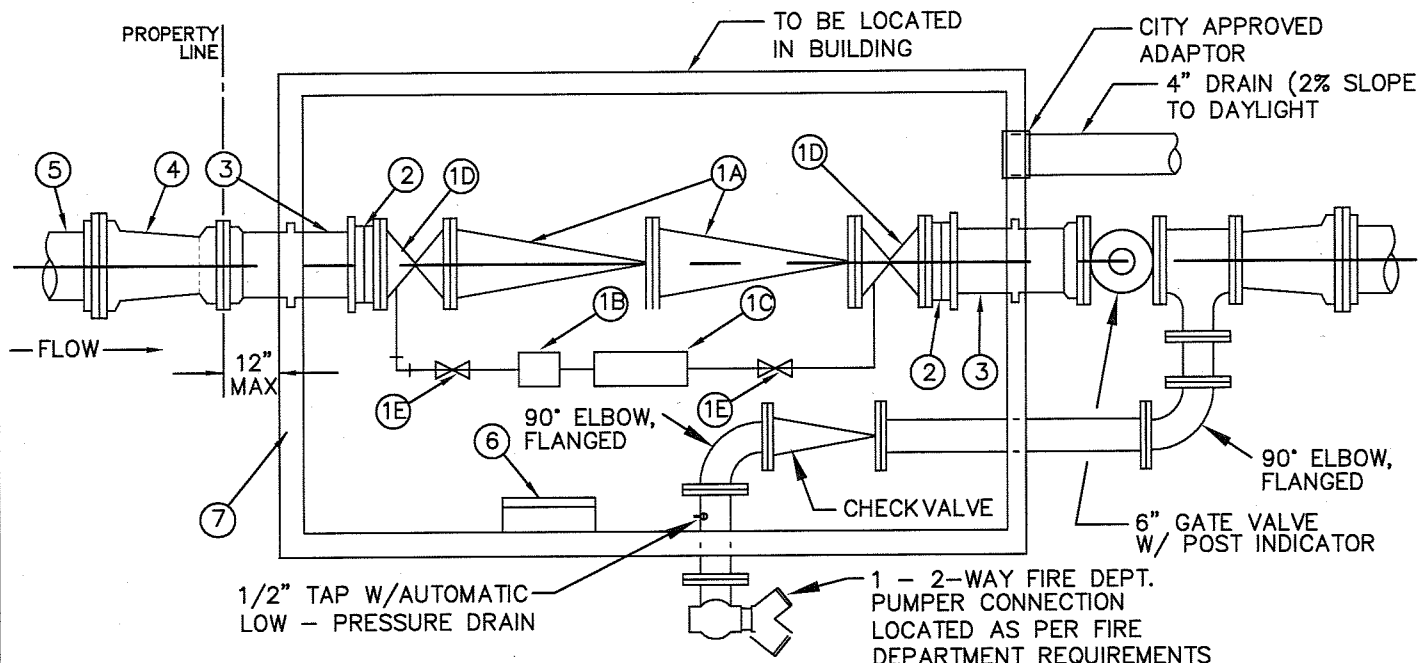 PROPERTY
LINE
TO BE LOCATED
IN BUILDING
CITY APPROVED
ADAPTOR
4" DRAIN (2% SLOPE
TO DAYLIGHT
5
4
3
2
1D
1A
1D
FLOW
12"
MAX
1B
1C
1E
1E
2
3
90° ELBOW,
FLANGED
6
7
CHECKVALVE
90° ELBOW,
FLANGED
6" GATE VALVE
W/ POST INDICATOR
1/2" TAP W/AUTOMATIC
LOW - PRESSURE DRAIN
1 - 2-WAY FIRE DEPT.
PUMPER CONNECTION
LOCATED AS PER FIRE
DEPARTMENT REQUIREMENTS